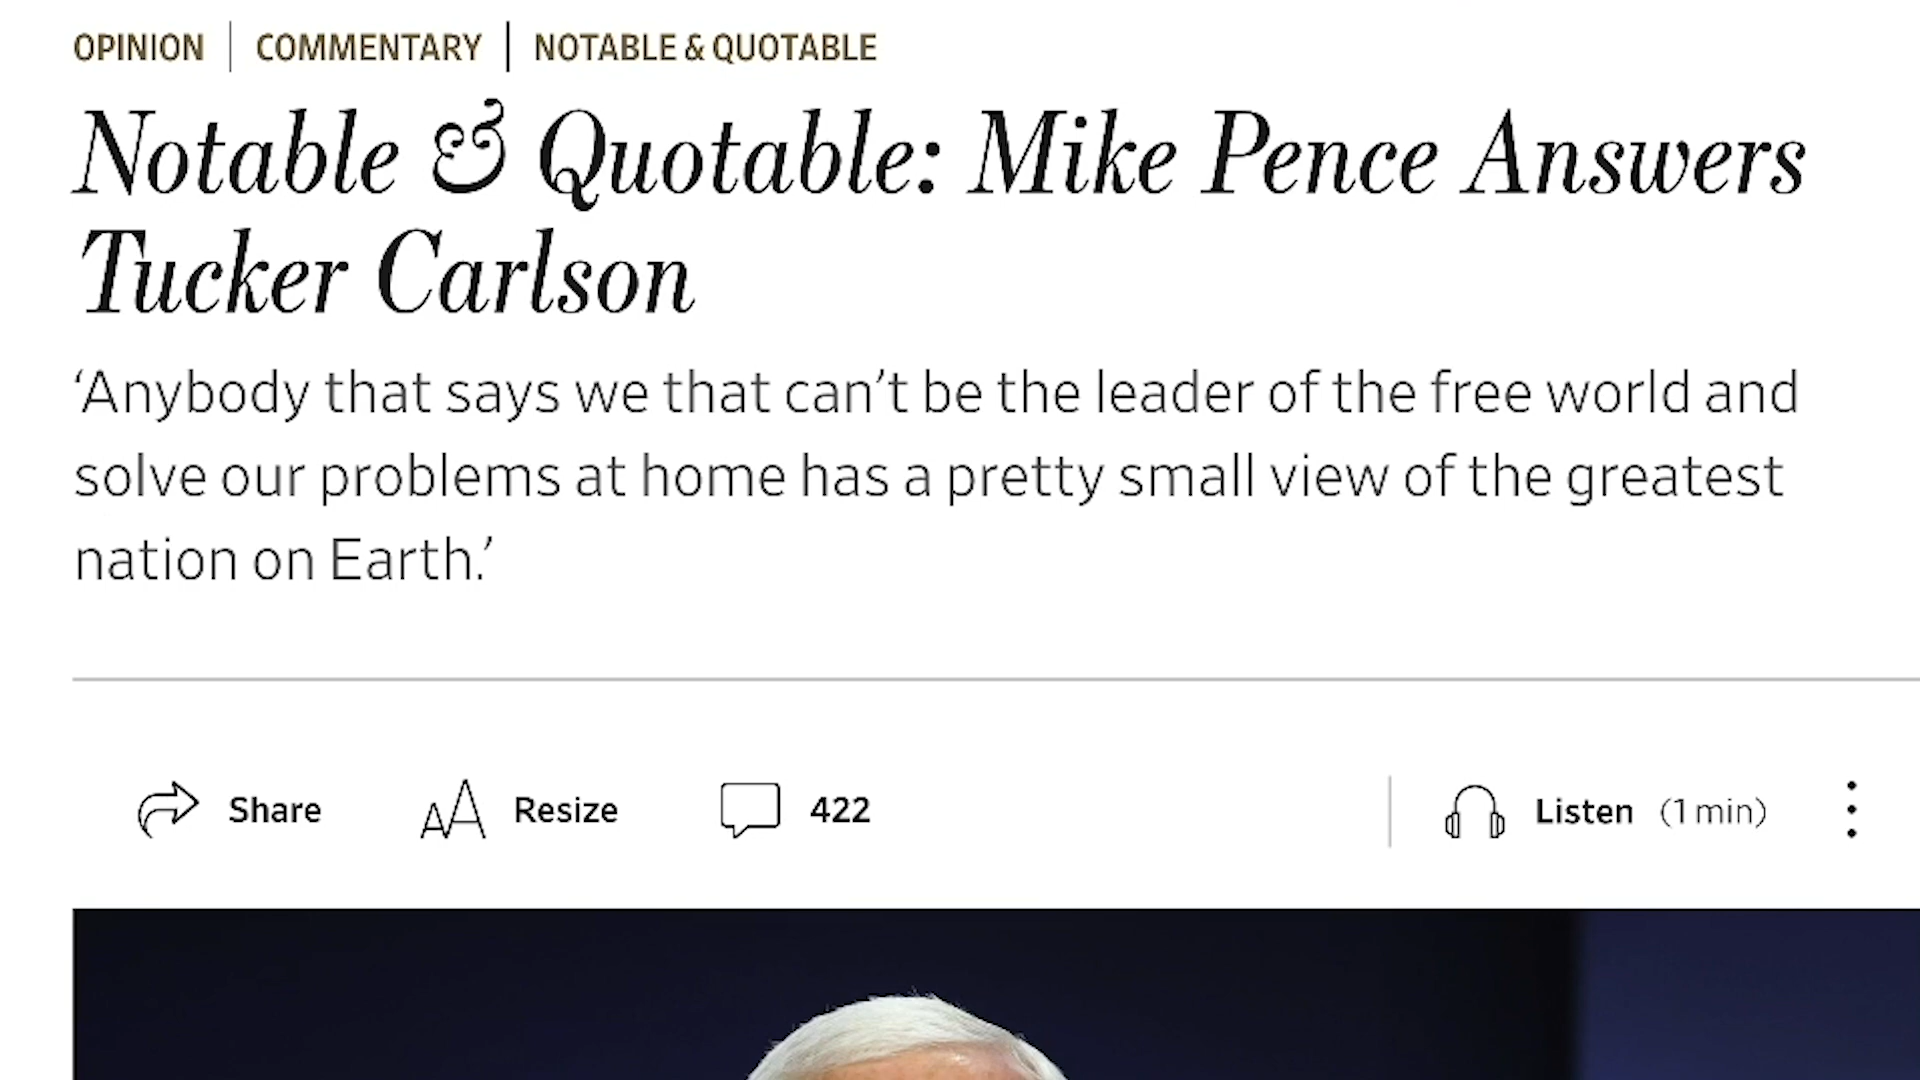 OPINION | COMMENTARY | NOTABLE & QUOTABLE
Notable & Quotable: Mike Pence Answers
Tucker Carlson
‘Anybody that says we that can’t be the leader of the free world and
solve our problems at home has a pretty small view of the greatest
nation on Earth.’
Share AA Resize 422 Listen (1 min)